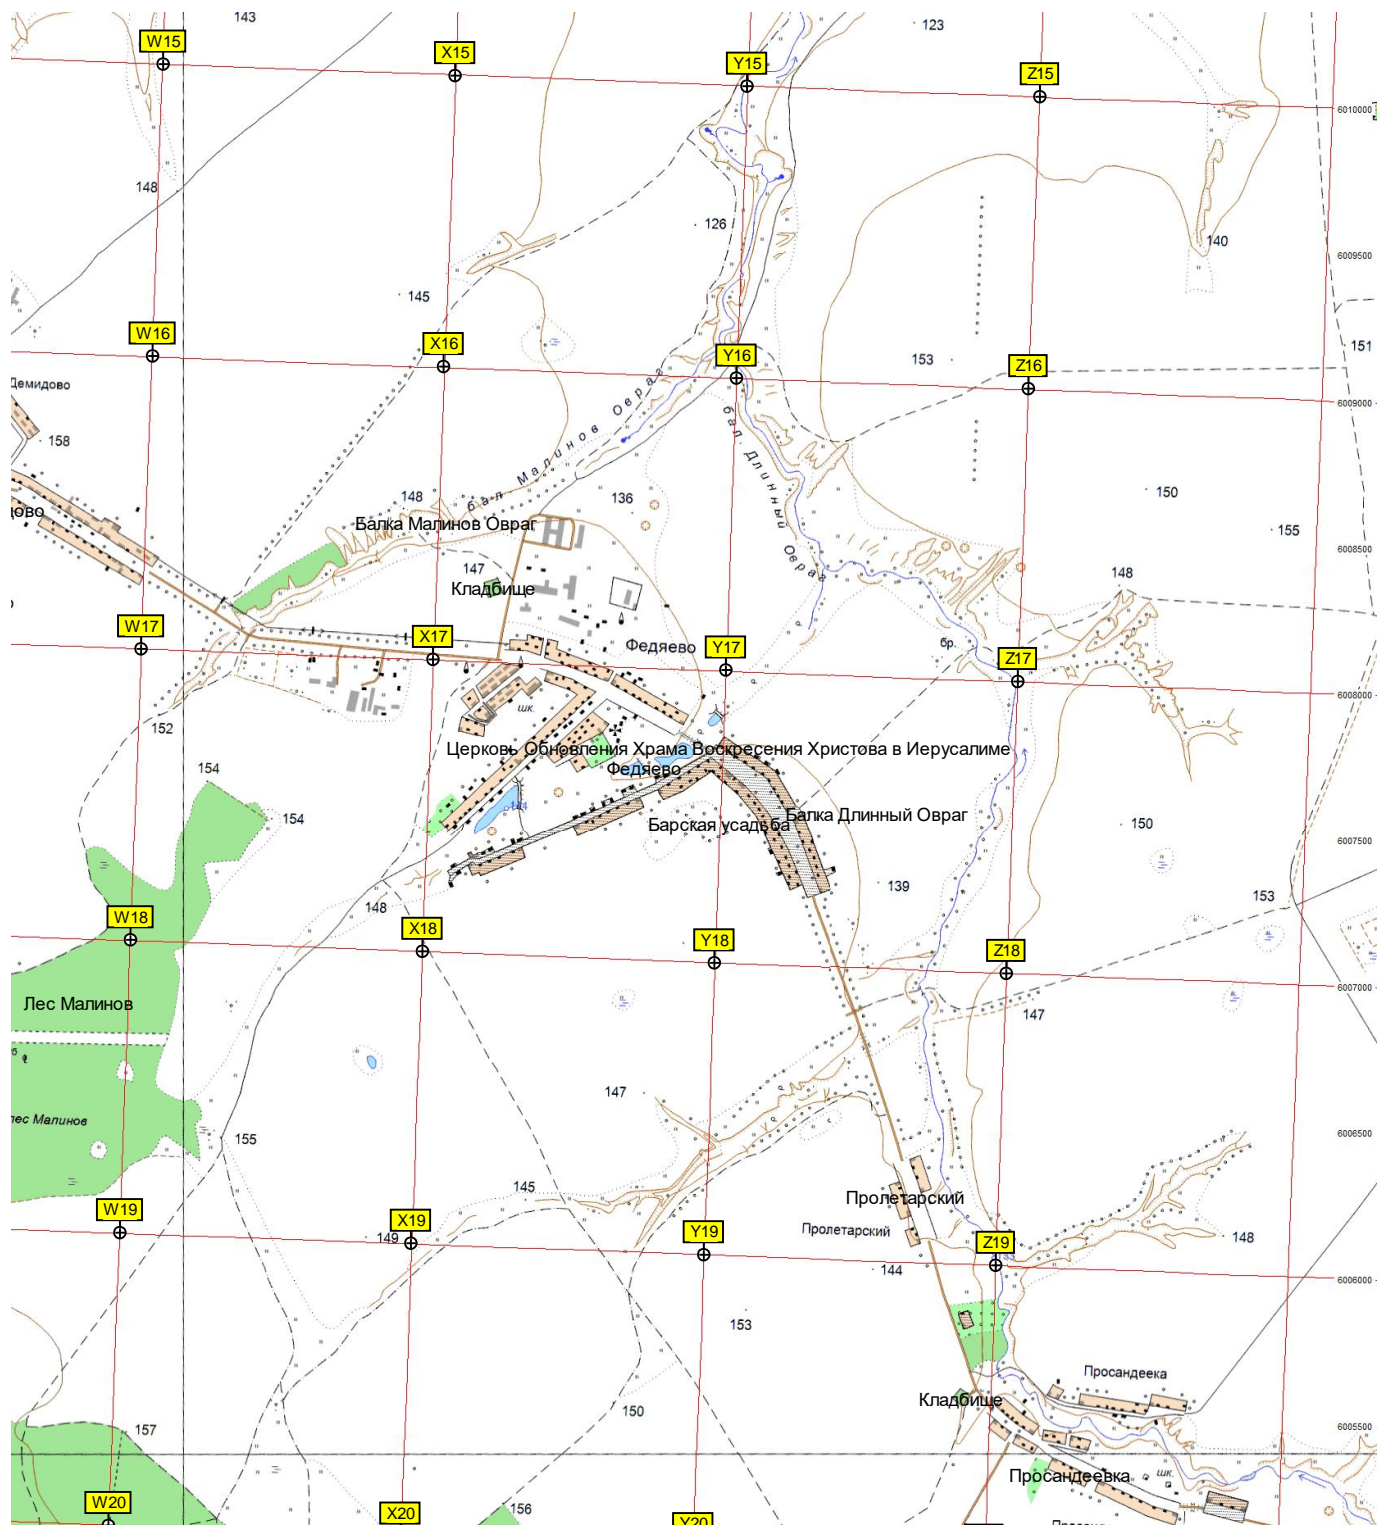 143
123
W15
X15
Y15
Z15
6010000
148
126
140
6009500
145
W16
X16
Y16
Z16
153
151
Демидово
6009000
158
бал. Малинов Овраг
бал. Длинный Овраг
148
136
150
155
Балка Малинов Овраг
6008500
147
Кладбище
148
W17
X17
Федяево
Y17
бр.
Z17
6008000
152
шк.
Церковь Обновления Храма Воскресения Христова в Иерусалиме
Федяево
154
154
Балка Длинный Овраг
Барская усадьба
150
6007500
139
153
148
W18
X18
Y18
Z18
6007000
Лес Малинов
147
147
лес Малинов
155
6006500
145
Пролетарский
W19
X19
Y19
Пролетарский
Z19
149
148
144
6006000
153
Просандеека
Кладбище
150
157
6005500
Просандеевка
шк.
W20
X20
156
Y20